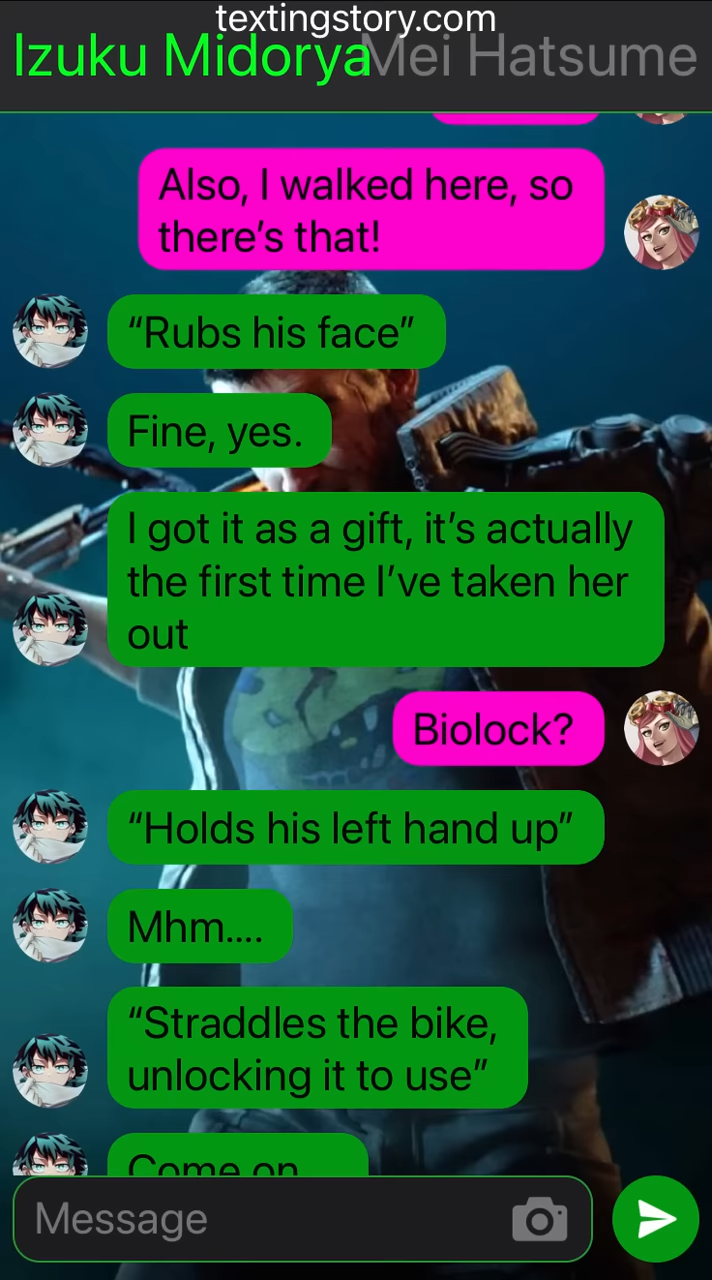 textingstory.com
Izuku Midorya
Mei Hatsume
Also, I walked here, so
there’s that!
“Rubs his face”
Fine, yes.
I got it as a gift, it’s actually
the first time I’ve taken her
out
Biolock?
“Holds his left hand up”
Mhm....
“Straddles the bike,
unlocking it to use”
Come on
Message